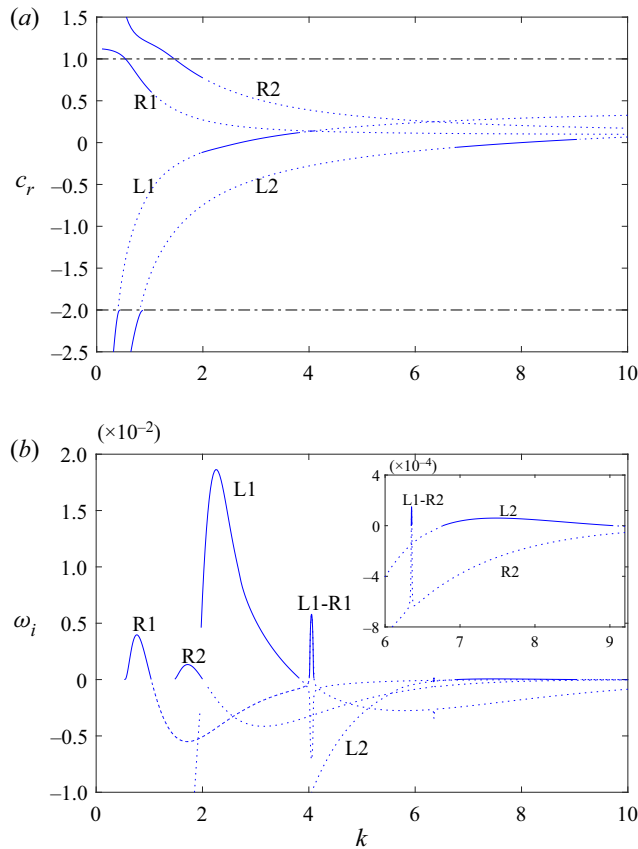 (a)
1.5
1.0
0.5
0
–0.5
–1.0
–1.5
–2.0
–2.5
c_r
R1
R2
L1
L2
0 2 4 6 8 10
(b)
(×10⁻²)
2.0
1.5
1.0
0.5
0
–0.5
–1.0
ω_i
R1
R2
L1
L1-R1
L2
(×10⁻⁴)
4
0
–4
–8
L1-R2
L2
R2
6 7 8 9
0 2 4 6 8 10
k